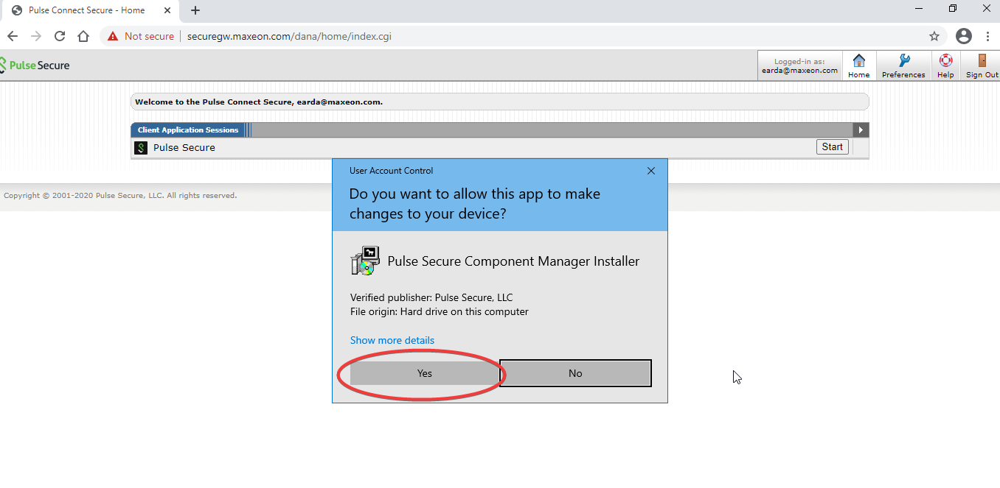 Pulse Connect Secure - Home
Not secure
securegw.maxeon.com/dana/home/index.cgi
Pulse Secure
Logged-in as:
earda@maxeon.com
Home
Preferences
Help
Sign Out
Welcome to the Pulse Connect Secure, earda@maxeon.com.
Client Application Sessions
Pulse Secure
Start
User Account Control
Do you want to allow this app to make
changes to your device?
Copyright © 2001-2020 Pulse Secure, LLC. All rights reserved.
Pulse Secure Component Manager Installer
Verified publisher: Pulse Secure, LLC
File origin: Hard drive on this computer
Show more details
Yes
No